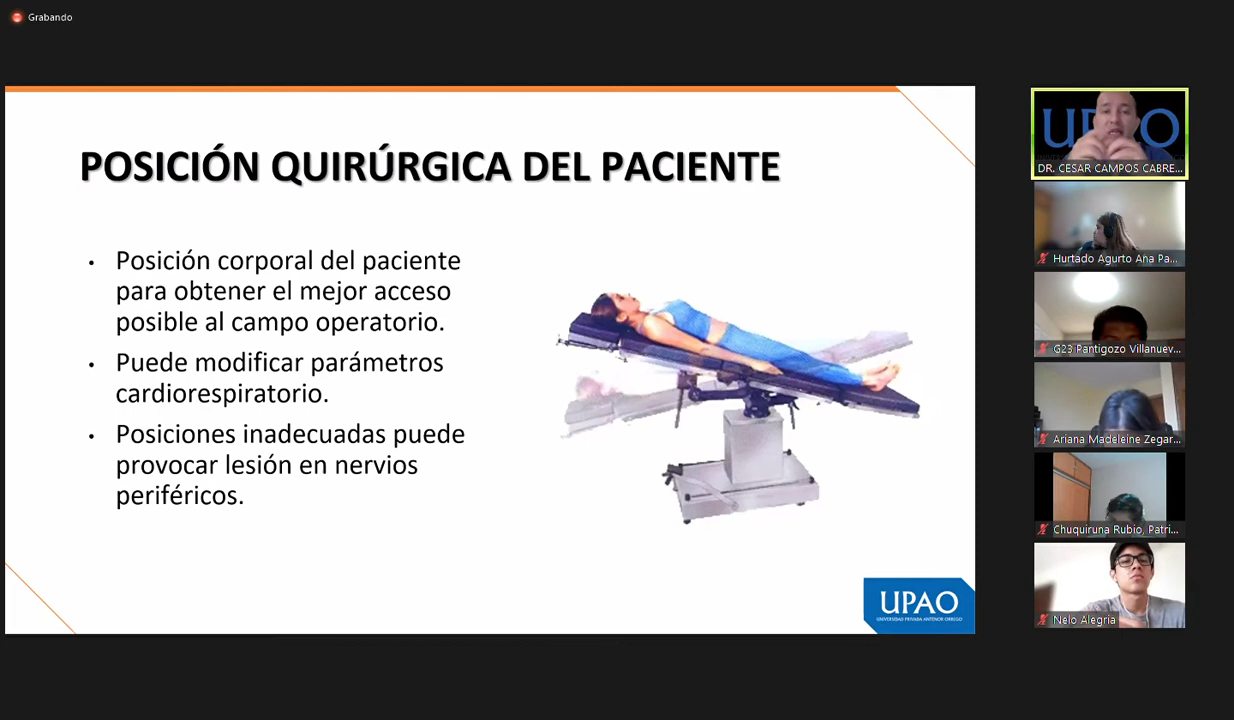 Grabando
POSICIÓN QUIRÚRGICA DEL PACIENTE
• Posición corporal del paciente
para obtener el mejor acceso
posible al campo operatorio.
• Puede modificar parámetros
cardiorespiratorio.
• Posiciones inadecuadas puede
provocar lesión en nervios
periféricos.
UPAO
UNIVERSIDAD PRIVADA ANTENOR ORREGO
UPAO
DR. CESAR CAMPOS CABRE...
Hurtado Agurto Ana Pa...
G23 Pantigozo Villanuev...
Ariana Madeleine Zegar...
Chuquiruna Rubio, Patri...
Nelo Alegria